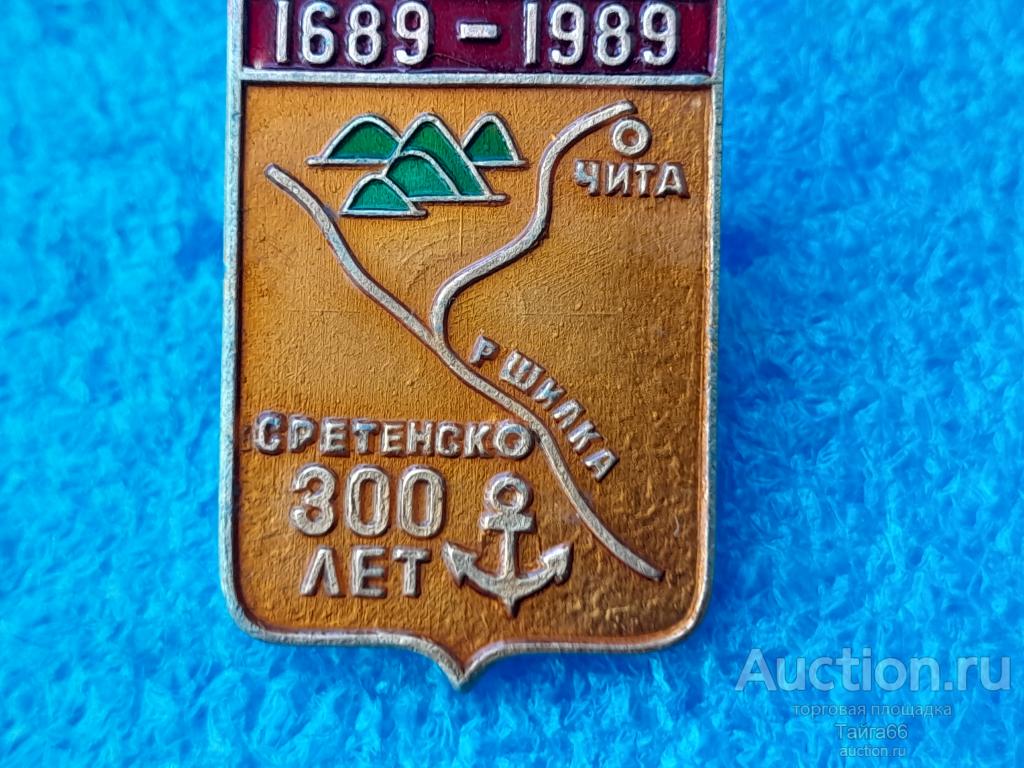 1689 - 1989
ЧИТА
Р ШИЛКА
СРЕТЕНСК
300
ЛЕТ
Auction.ru
торговая площадка
Тайга66
auction.ru